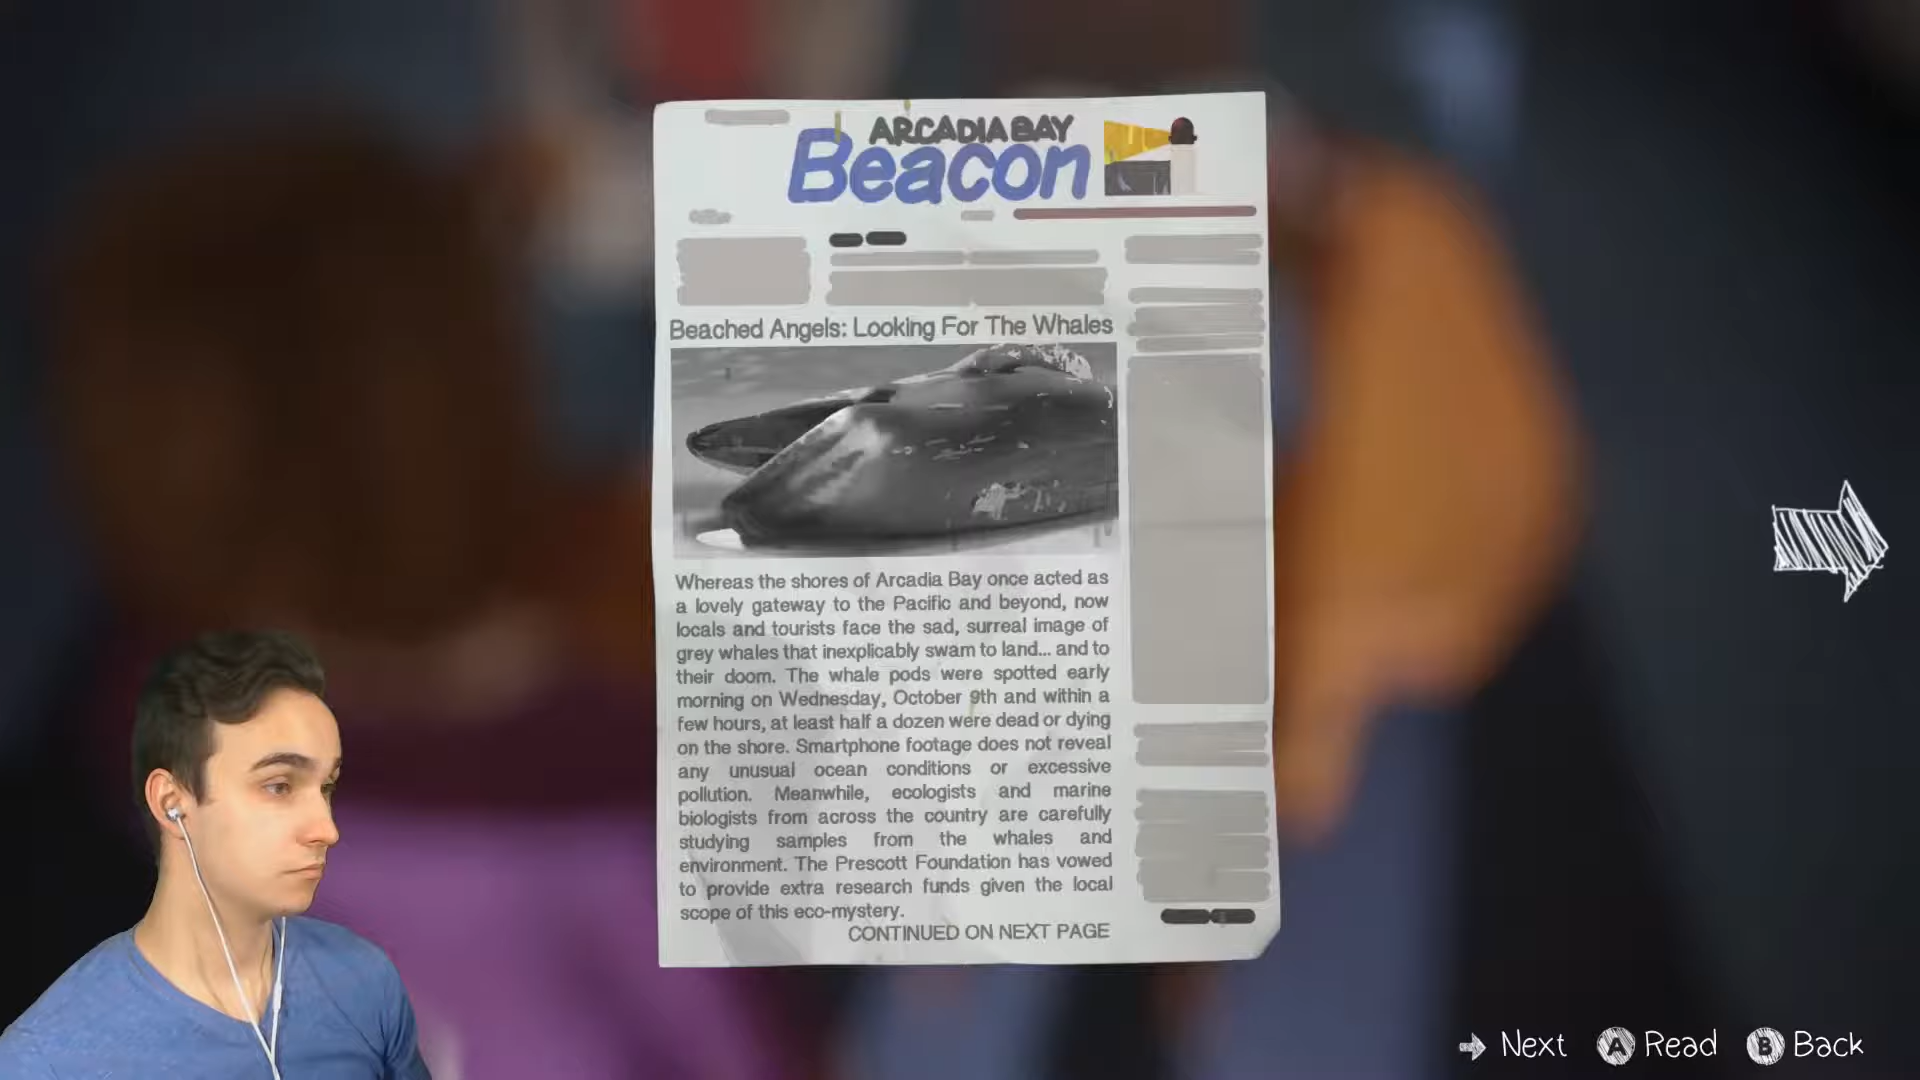 ARCADIA BAY
Beacon
Beached Angels: Looking For The Whales
Whereas the shores of Arcadia Bay once acted as
a lovely gateway to the Pacific and beyond, now
locals and tourists face the sad, surreal image of
grey whales that inexplicably swam to land... and to
their doom. The whale pods were spotted early
morning on Wednesday, October 9th and within a
few hours, at least half a dozen were dead or dying
on the shore. Smartphone footage does not reveal
any unusual ocean conditions or excessive
pollution. Meanwhile, ecologists and marine
biologists from across the country are carefully
studying samples from the whales and
environment. The Prescott Foundation has vowed
to provide extra research funds given the local
scope of this eco-mystery.
CONTINUED ON NEXT PAGE
Next A Read B Back